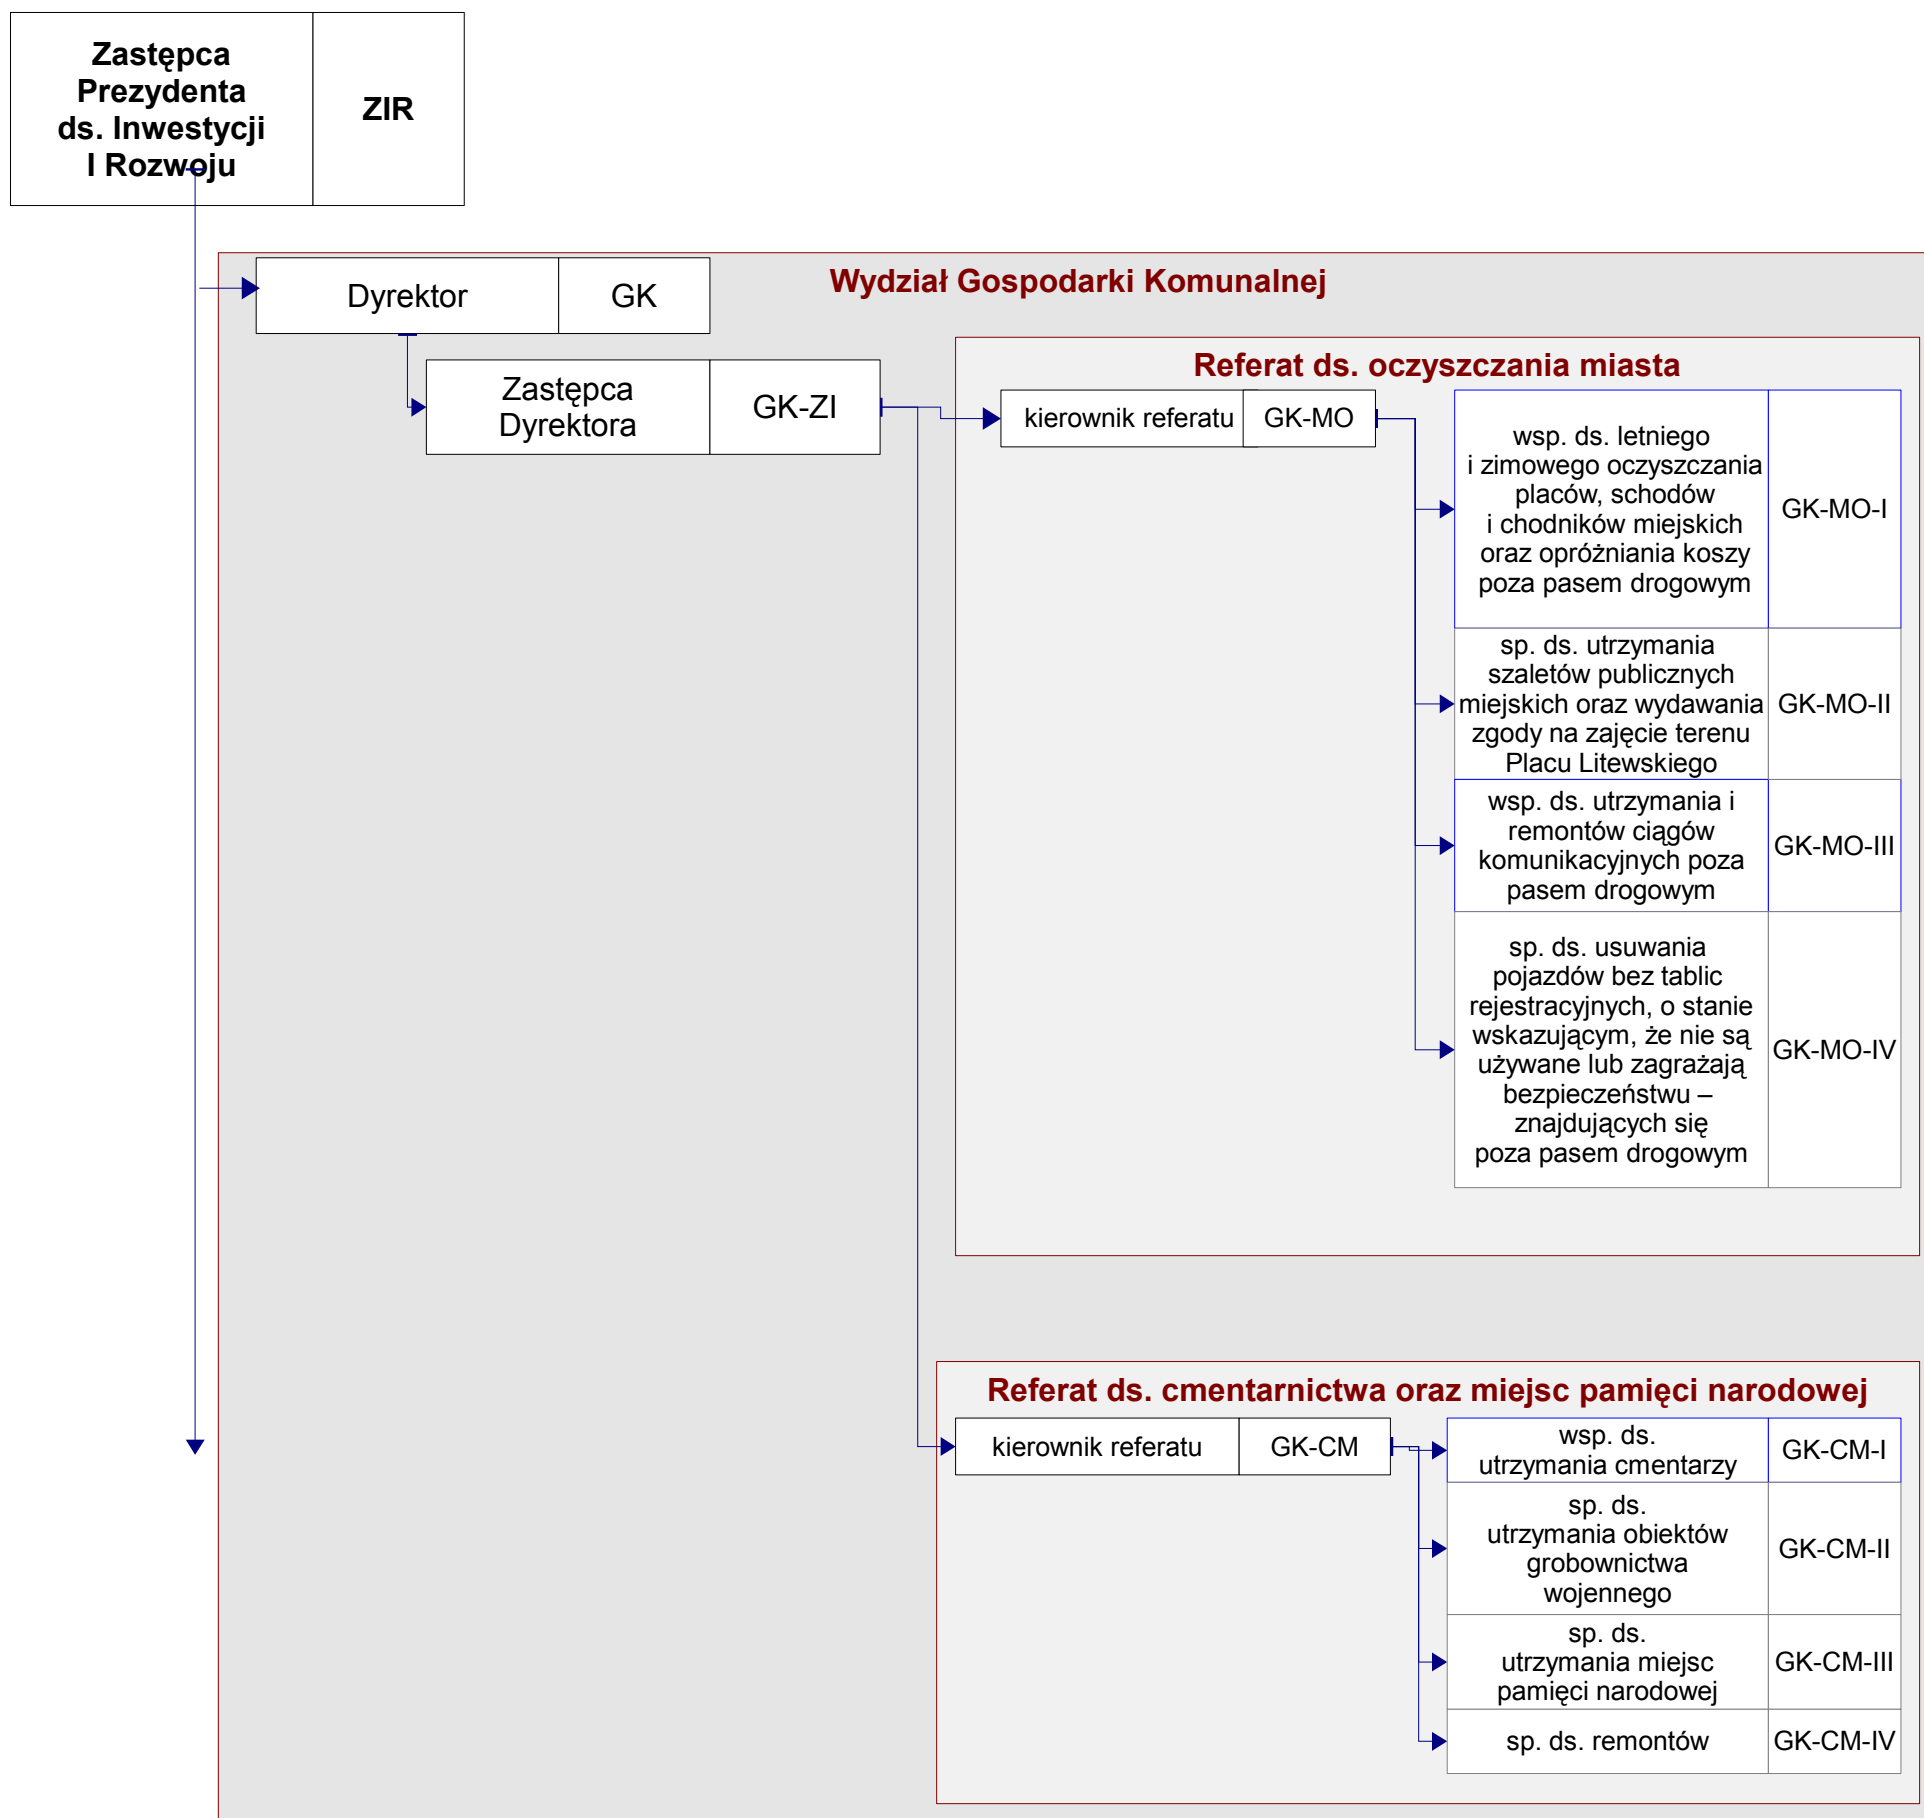 Zastępca
Prezydenta
ds. Inwestycji
I Rozwoju
ZIR
Wydział Gospodarki Komunalnej
Dyrektor
GK
Zastępca
Dyrektora
GK-ZI
Referat ds. oczyszczania miasta
kierownik referatu
GK-MO
wsp. ds. letniego
i zimowego oczyszczania
placów, schodów
i chodników miejskich
oraz opróżniania koszy
poza pasem drogowym
GK-MO-I
sp. ds. utrzymania
szaletów publicznych
miejskich oraz wydawania
zgody na zajęcie terenu
Placu Litewskiego
GK-MO-II
wsp. ds. utrzymania i
remontów ciągów
komunikacyjnych poza
pasem drogowym
GK-MO-III
sp. ds. usuwania
pojazdów bez tablic
rejestracyjnych, o stanie
wskazującym, że nie są
używane lub zagrażają
bezpieczeństwu –
znajdujących się
poza pasem drogowym
GK-MO-IV
Referat ds. cmentarnictwa oraz miejsc pamięci narodowej
kierownik referatu
GK-CM
wsp. ds.
utrzymania cmentarzy
GK-CM-I
sp. ds.
utrzymania obiektów
grobownictwa
wojennego
GK-CM-II
sp. ds.
utrzymania miejsc
pamięci narodowej
GK-CM-III
sp. ds. remontów
GK-CM-IV